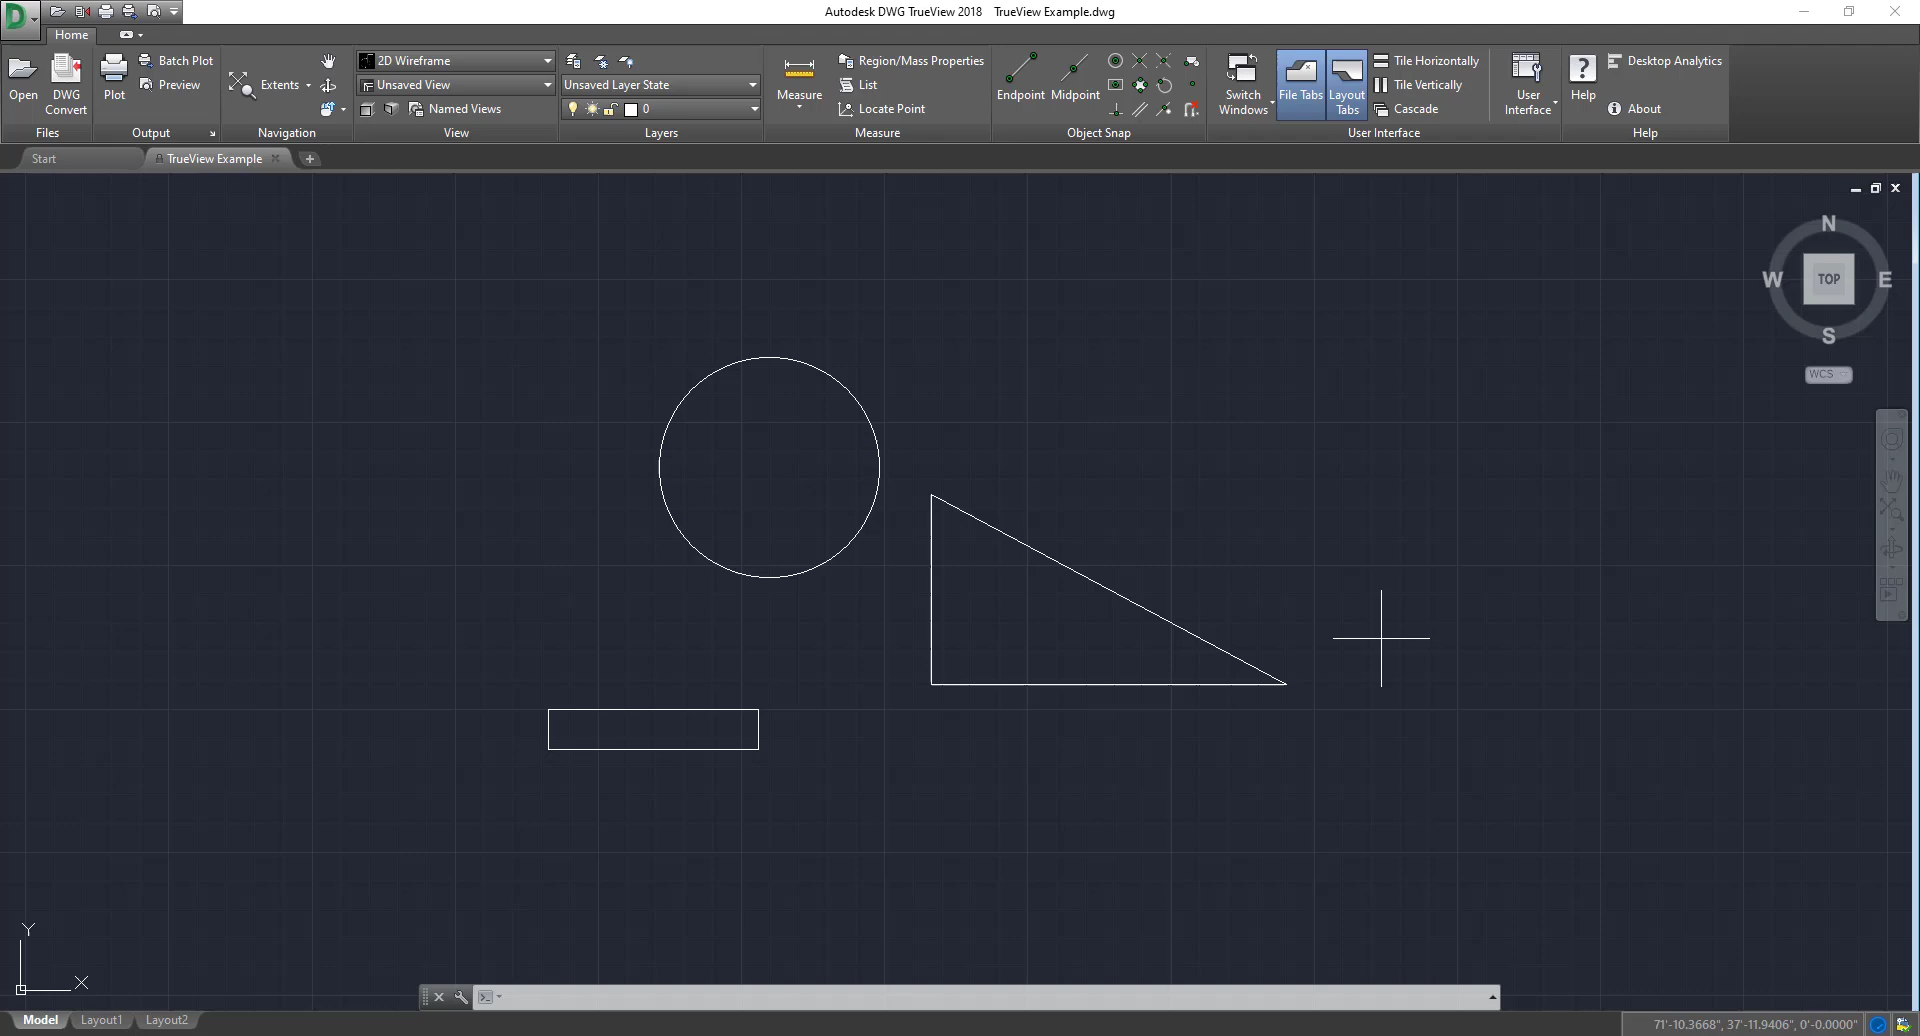 Autodesk DWG TrueView 2018 TrueView Example.dwg
Home
Open
DWG Convert
Files
Plot
Batch Plot
Preview
Output
Extents
Navigation
2D Wireframe
Unsaved View
Named Views
View
Unsaved Layer State
0
Layers
Measure
Region/Mass Properties
List
Locate Point
Measure
Endpoint
Midpoint
Object Snap
Switch Windows
File Tabs
Layout Tabs
Tile Horizontally
Tile Vertically
Cascade
User Interface
User Interface
Help
Desktop Analytics
About
Help
Start
TrueView Example
N
W
TOP
E
S
WCS
Y
X
Model
Layout1
Layout2
71'-10.3668", 37'-11.9406", 0'-0.0000"